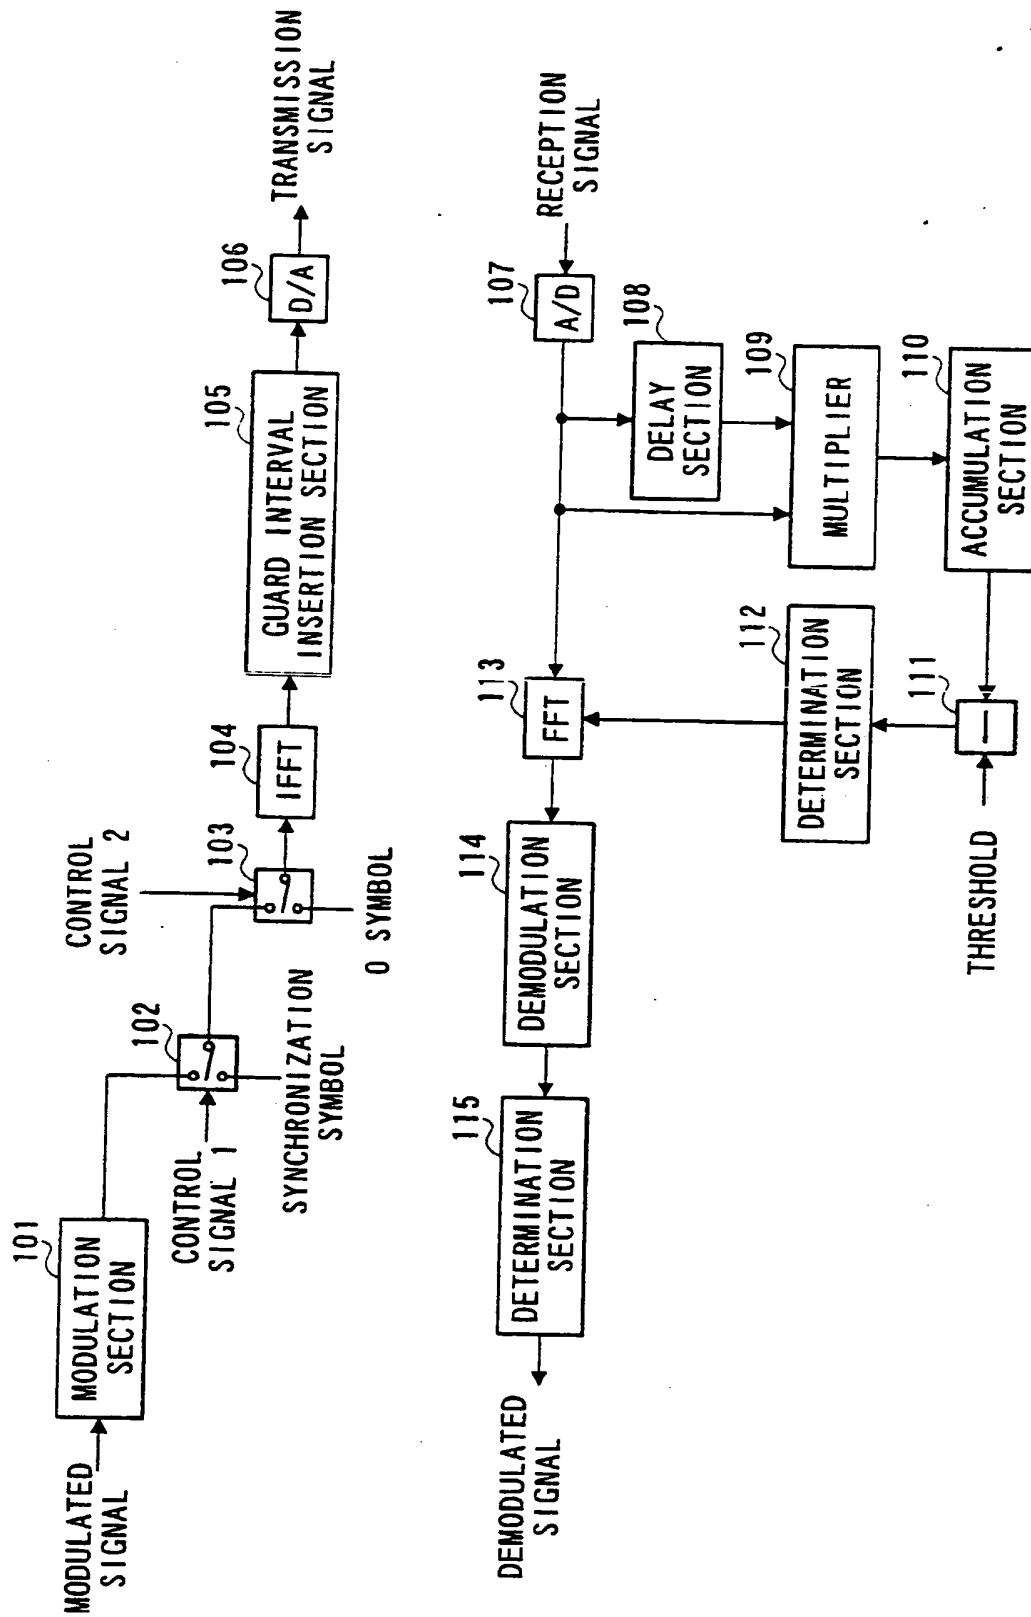 MODULATED
SIGNAL
101
MODULATION
SECTION
CONTROL
SIGNAL 1
102
SYNCHRONIZATION
SYMBOL
CONTROL
SIGNAL 2
103
0 SYMBOL
104
IFFT
105
GUARD INTERVAL
INSERTION SECTION
106
D/A
TRANSMISSION
SIGNAL
DEMODULATED
SIGNAL
115
DETERMINATION
SECTION
114
DEMODULATION
SECTION
113
FFT
107
A/D
RECEPTION
SIGNAL
108
DELAY
SECTION
109
MULTIPLIER
110
ACCUMULATION
SECTION
112
DETERMINATION
SECTION
111
−
THRESHOLD